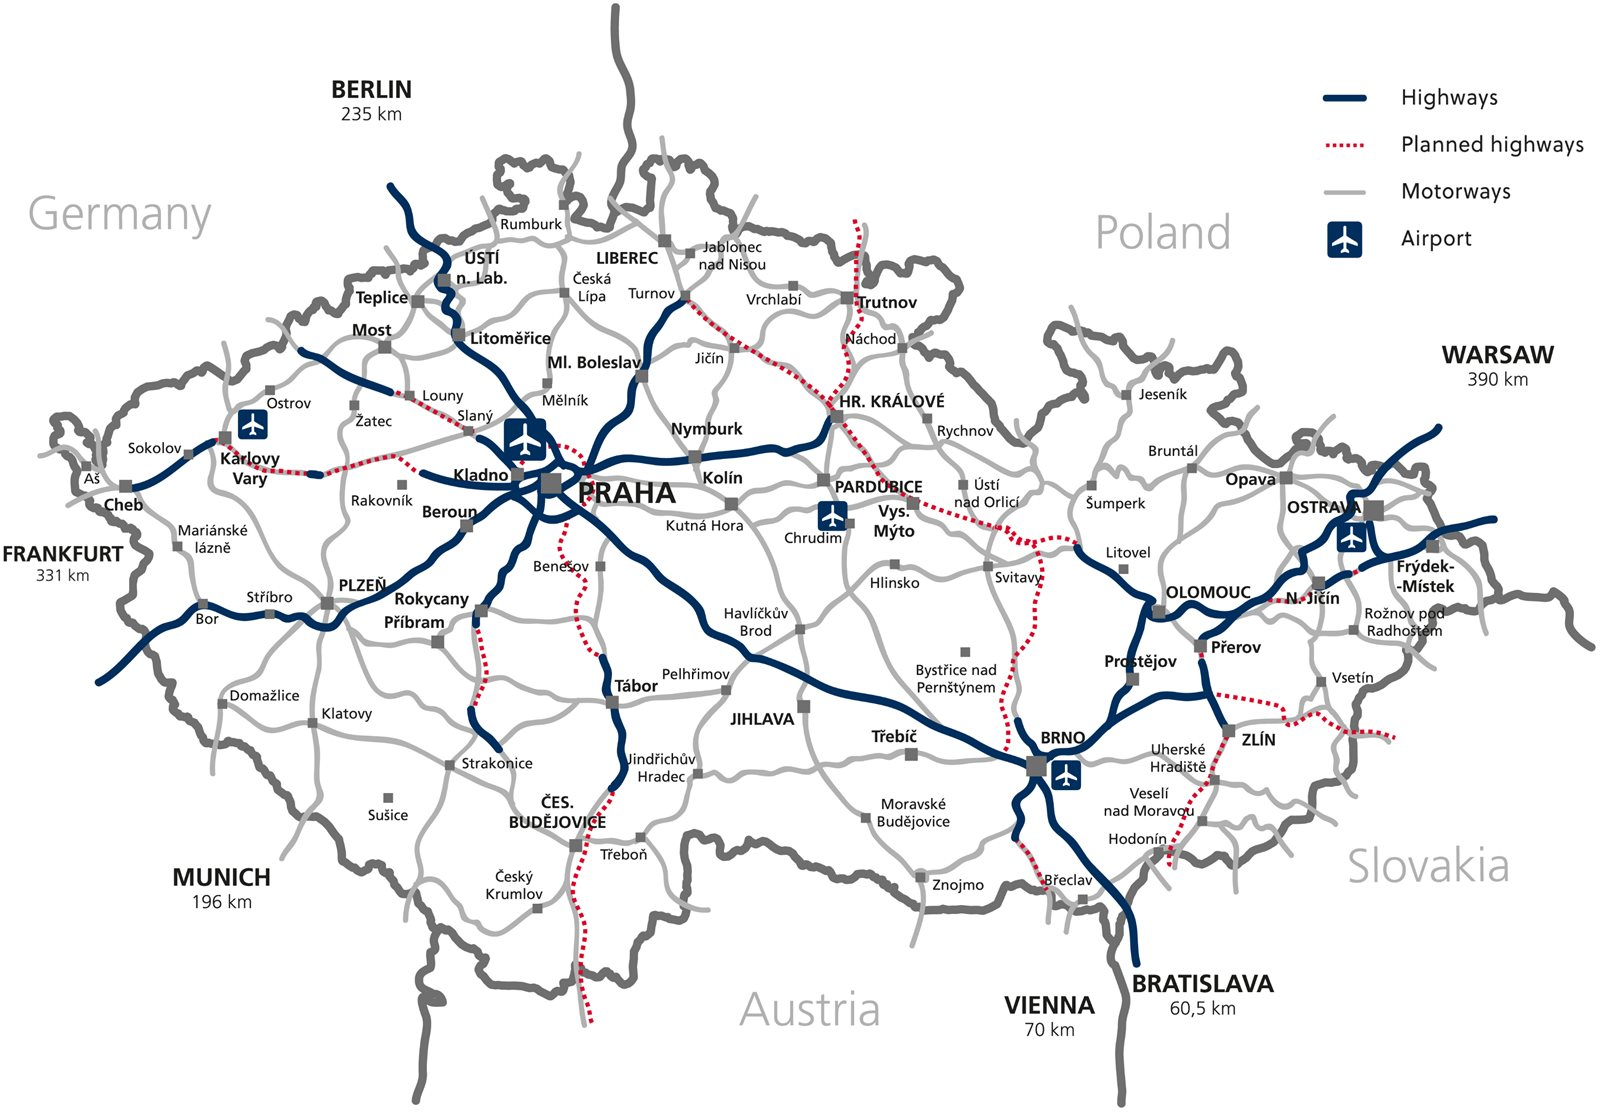 BERLIN
235 km
Highways
Planned highways
Motorways
Airport
Germany
Poland
Rumburk
ÚSTÍ
n. Lab.
LIBEREC
Jablonec
nad Nisou
Česká
Lípa
Teplice
Turnov
Vrchlabí
Trutnov
Most
Litoměřice
Náchod
Jičín
Ml. Boleslav
WARSAW
390 km
Louny
Mělník
Ostrov
Žatec
Slaný
HR. KRÁLOVÉ
Jeseník
Rychnov
Nymburk
Sokolov
Karlovy
Vary
Bruntál
Aš
Kladno
Kolín
Opava
Cheb
Rakovník
PRAHA
PARDUBICE
Ústí
nad Orlicí
Šumperk
OSTRAVA
Beroun
Kutná Hora
Vys.
Mýto
Chrudim
Mariánské
lázně
FRANKFURT
331 km
Litovel
Benešov
Svitavy
Frýdek-
-Místek
Hlinsko
PLZEŇ
Stříbro
Rokycany
OLOMOUC
N. Jičín
Bor
Příbram
Havlíčkův
Brod
Rožnov pod
Radhoštěm
Přerov
Prostějov
Bystřice nad
Pernštýnem
Pelhřimov
Tábor
Vsetín
Domažlice
Klatovy
JIHLAVA
Třebíč
BRNO
ZLÍN
Uherské
Hradiště
Strakonice
Jindřichův
Hradec
Veselí
nad Moravou
Sušice
ČES.
BUDĚJOVICE
Moravské
Budějovice
Hodonín
Třeboň
Slovakia
MUNICH
196 km
Český
Krumlov
Znojmo
Břeclav
BRATISLAVA
60,5 km
Austria
VIENNA
70 km